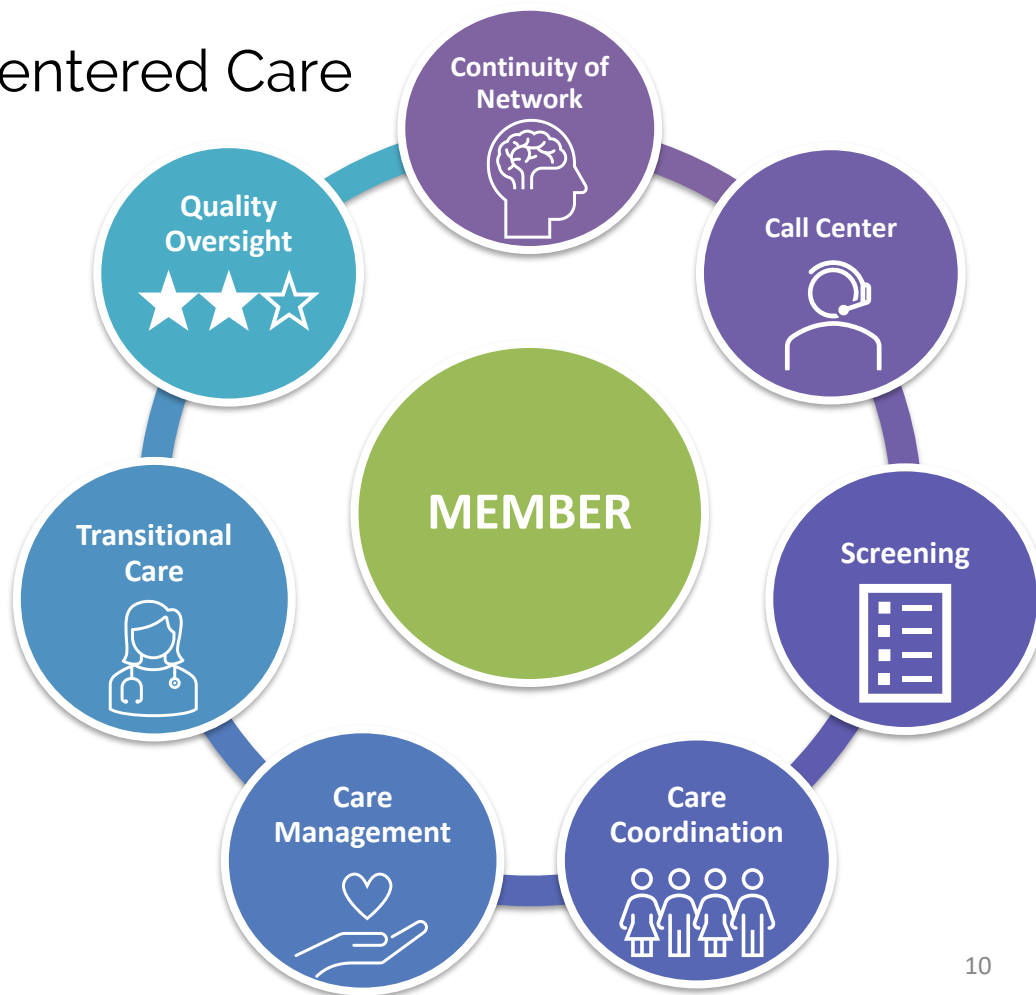 entered Care
Continuity of
Network
Call Center
Screening
Care
Coordination
Care
Management
Transitional
Care
Quality
Oversight
MEMBER
10